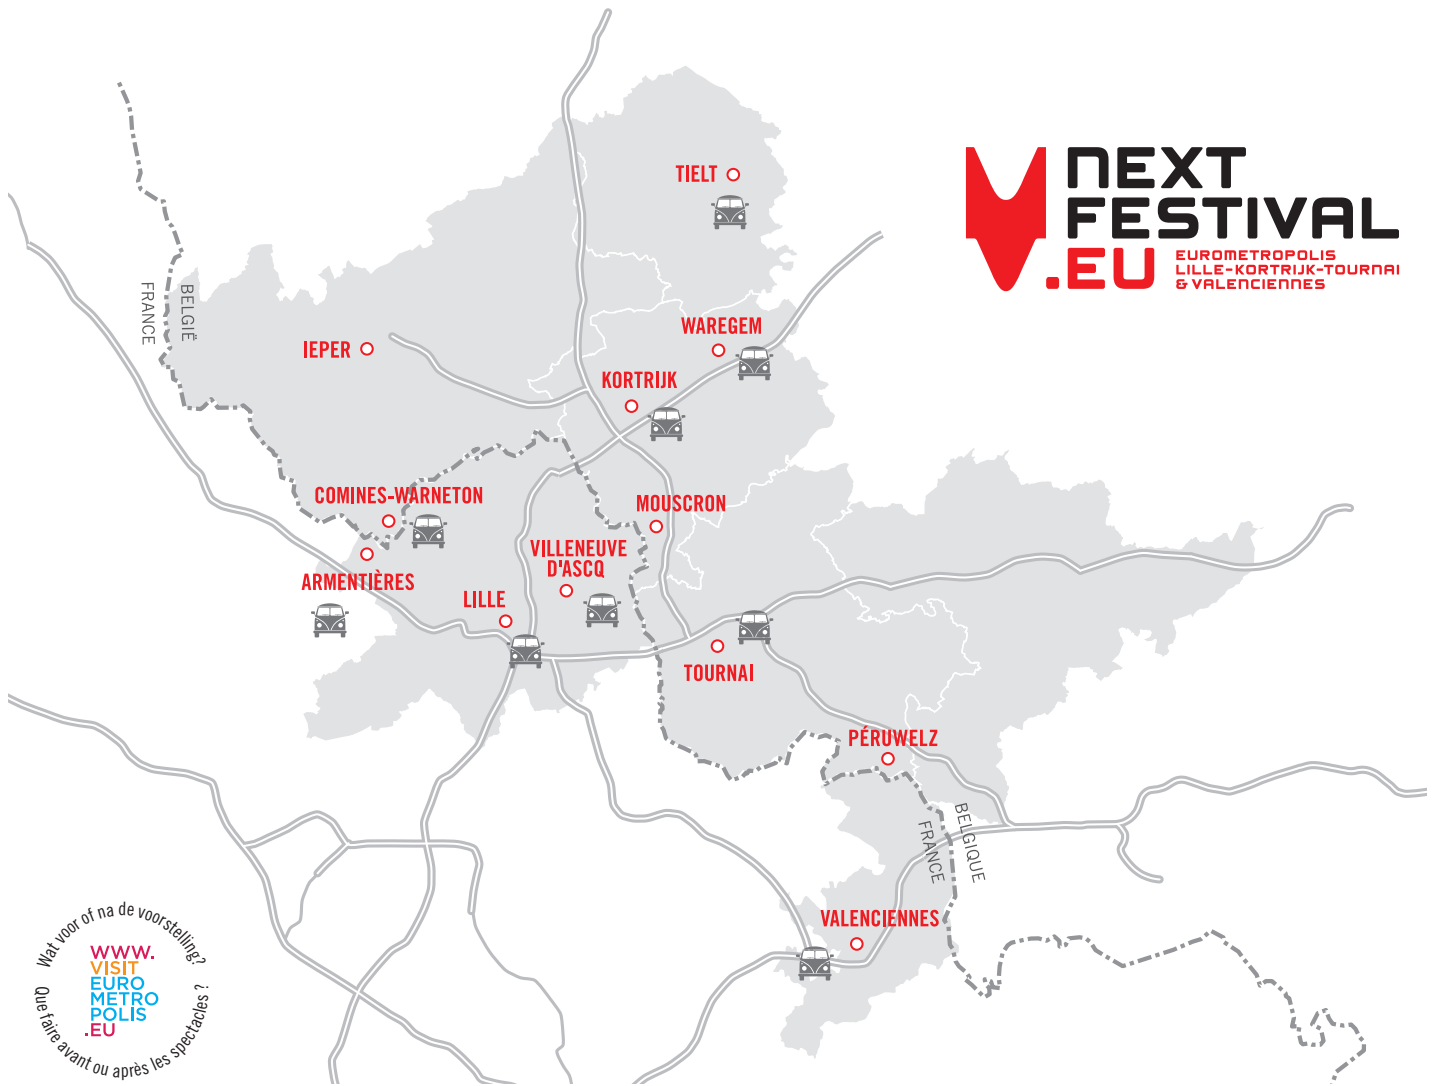 NEXT
FESTIVAL
.EU
EUROMETROPOLIS
LILLE-KORTRIJK-TOURNAI
& VALENCIENNES
TIELT
BELGIË
FRANCE
WAREGEM
IEPER
KORTRIJK
COMINES-WARNETON
MOUSCRON
VILLENEUVE
D'ASCQ
ARMENTIÈRES
LILLE
TOURNAI
PÉRUWELZ
BELGIQUE
FRANCE
VALENCIENNES
Wat voor of na de voorstelling?
WWW.
VISIT
EURO
METRO
POLIS
.EU
Que faire avant ou après les spectacles ?